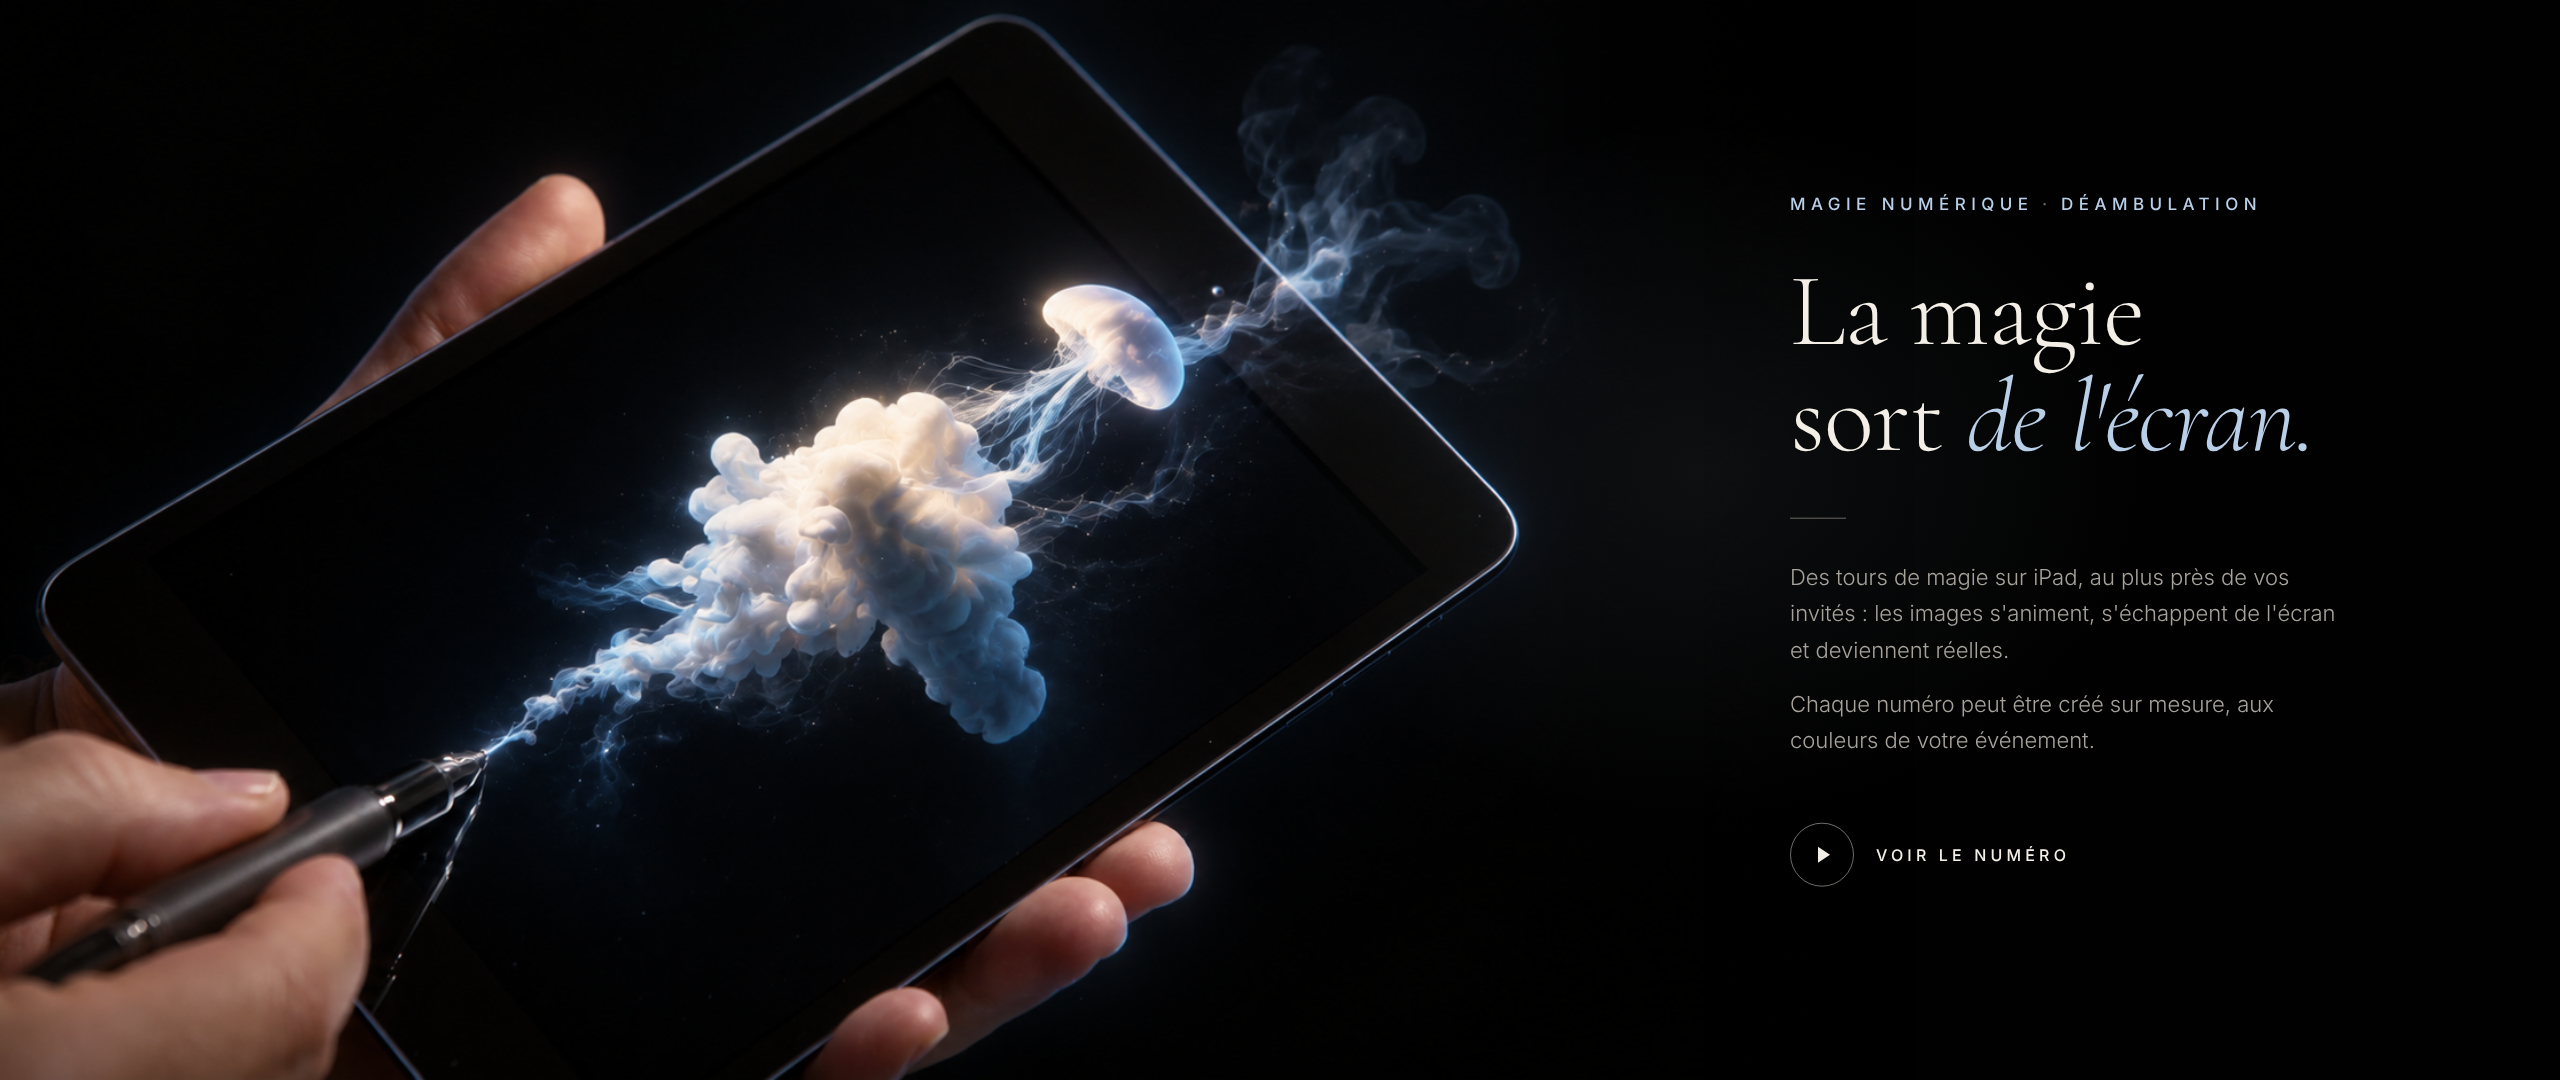 MAGIE NUMÉRIQUE · DÉAMBULATION
La magie
sort de l'écran.
Des tours de magie sur iPad, au plus près de vos
invités : les images s'animent, s'échappent de l'écran
et deviennent réelles.
Chaque numéro peut être créé sur mesure, aux
couleurs de votre événement.
VOIR LE NUMÉRO